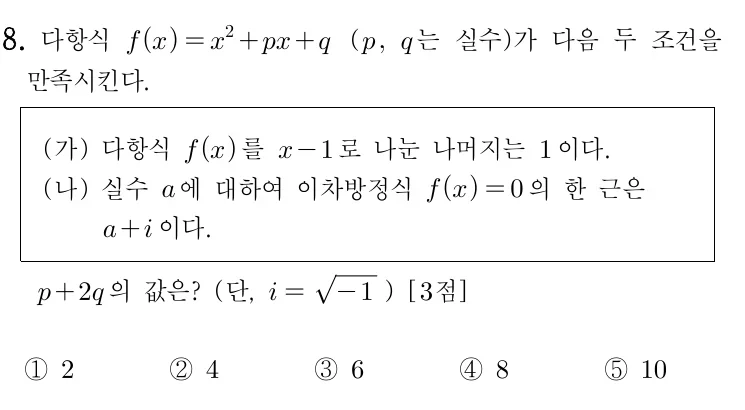 8. 다항식 f(x)=x²+px+q (p, q는 실수)가 다음 두 조건을
만족시킨다.
(가) 다항식 f(x)를 x-1로 나눈 나머지는 1이다.
(나) 실수 a에 대하여 이차방정식 f(x)=0의 한 근은
a+i이다.
p+2q의 값은? (단, i=√-1 ) [3점]
① 2 ② 4 ③ 6 ④ 8 ⑤ 10